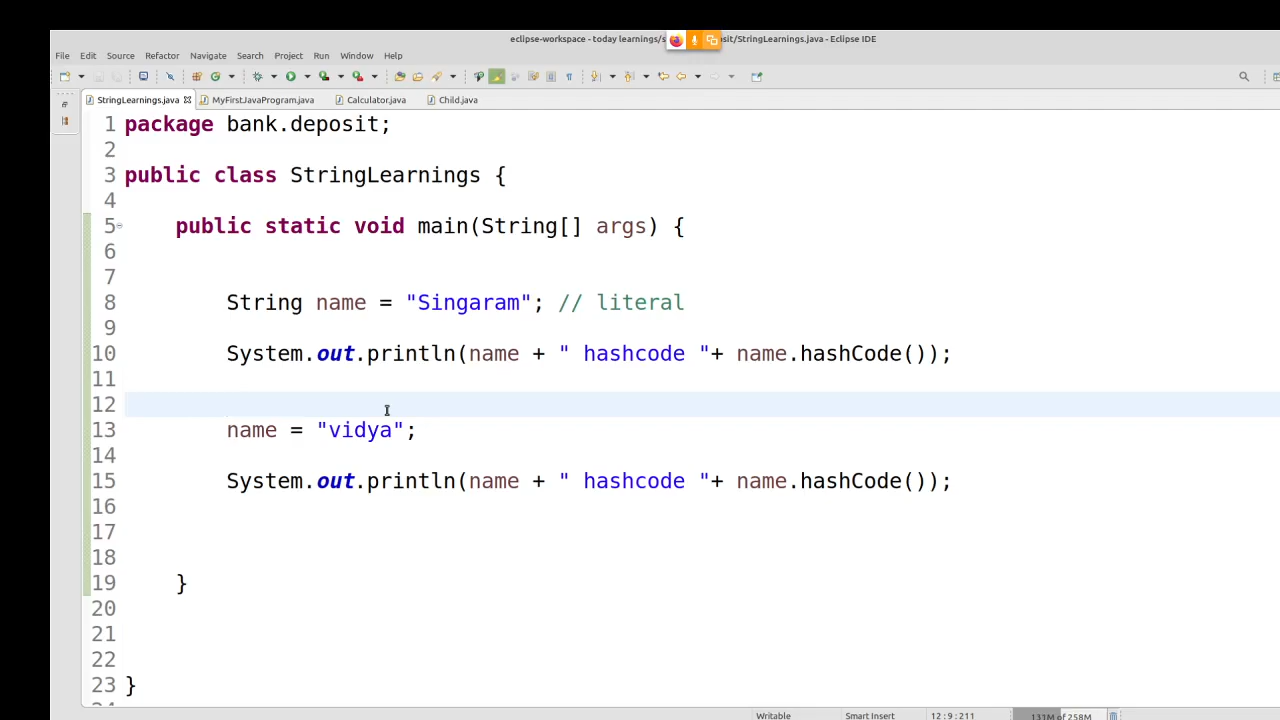 eclipse-workspace - today learnings/s sit/StringLearnings.java - Eclipse IDE
File Edit Source Refactor Navigate Search Project Run Window Help
StringLearnings.java MyFirstJavaProgram.java Calculator.java Child.java
1 package bank.deposit;
2
3 public class StringLearnings {
4
5 public static void main(String[] args) {
6
7
8 String name = "Singaram"; // literal
9
10 System.out.println(name + " hashcode "+ name.hashCode());
11
12
13 name = "vidya";
14
15 System.out.println(name + " hashcode "+ name.hashCode());
16
17
18
19 }
20
21
22
23 }
Writable Smart Insert 12:9:211 131M of 258M